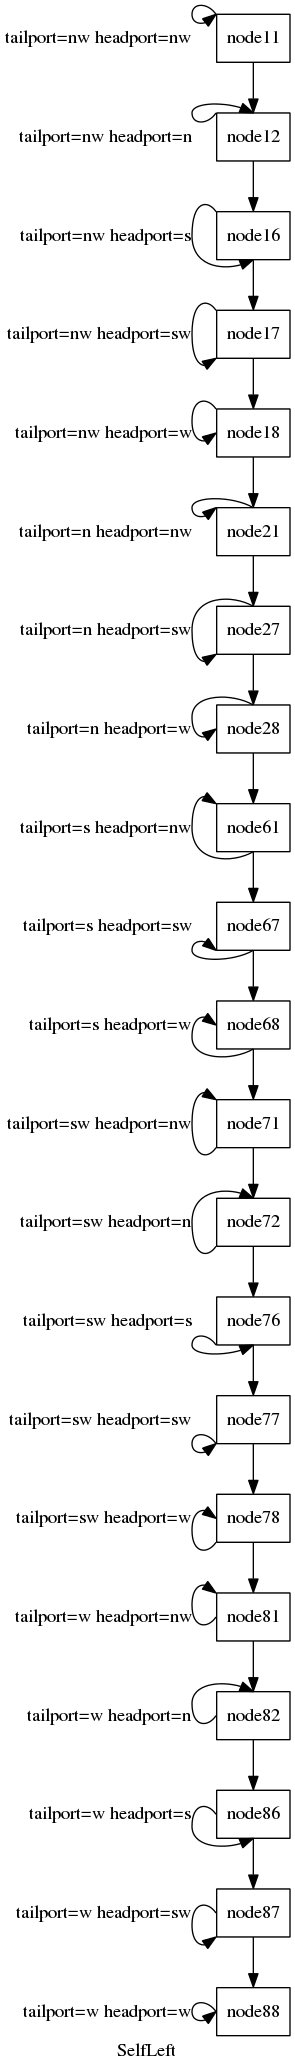 tailport=nw headport=nw node11
tailport=nw headport=n node12
tailport=nw headport=s node16
tailport=nw headport=sw node17
tailport=nw headport=w node18
tailport=n headport=nw node21
tailport=n headport=sw node27
tailport=n headport=w node28
tailport=s headport=nw node61
tailport=s headport=sw node67
tailport=s headport=w node68
tailport=sw headport=nw node71
tailport=sw headport=n node72
tailport=sw headport=s node76
tailport=sw headport=sw node77
tailport=sw headport=w node78
tailport=w headport=nw node81
tailport=w headport=n node82
tailport=w headport=s node86
tailport=w headport=sw node87
tailport=w headport=w node88
SelfLeft